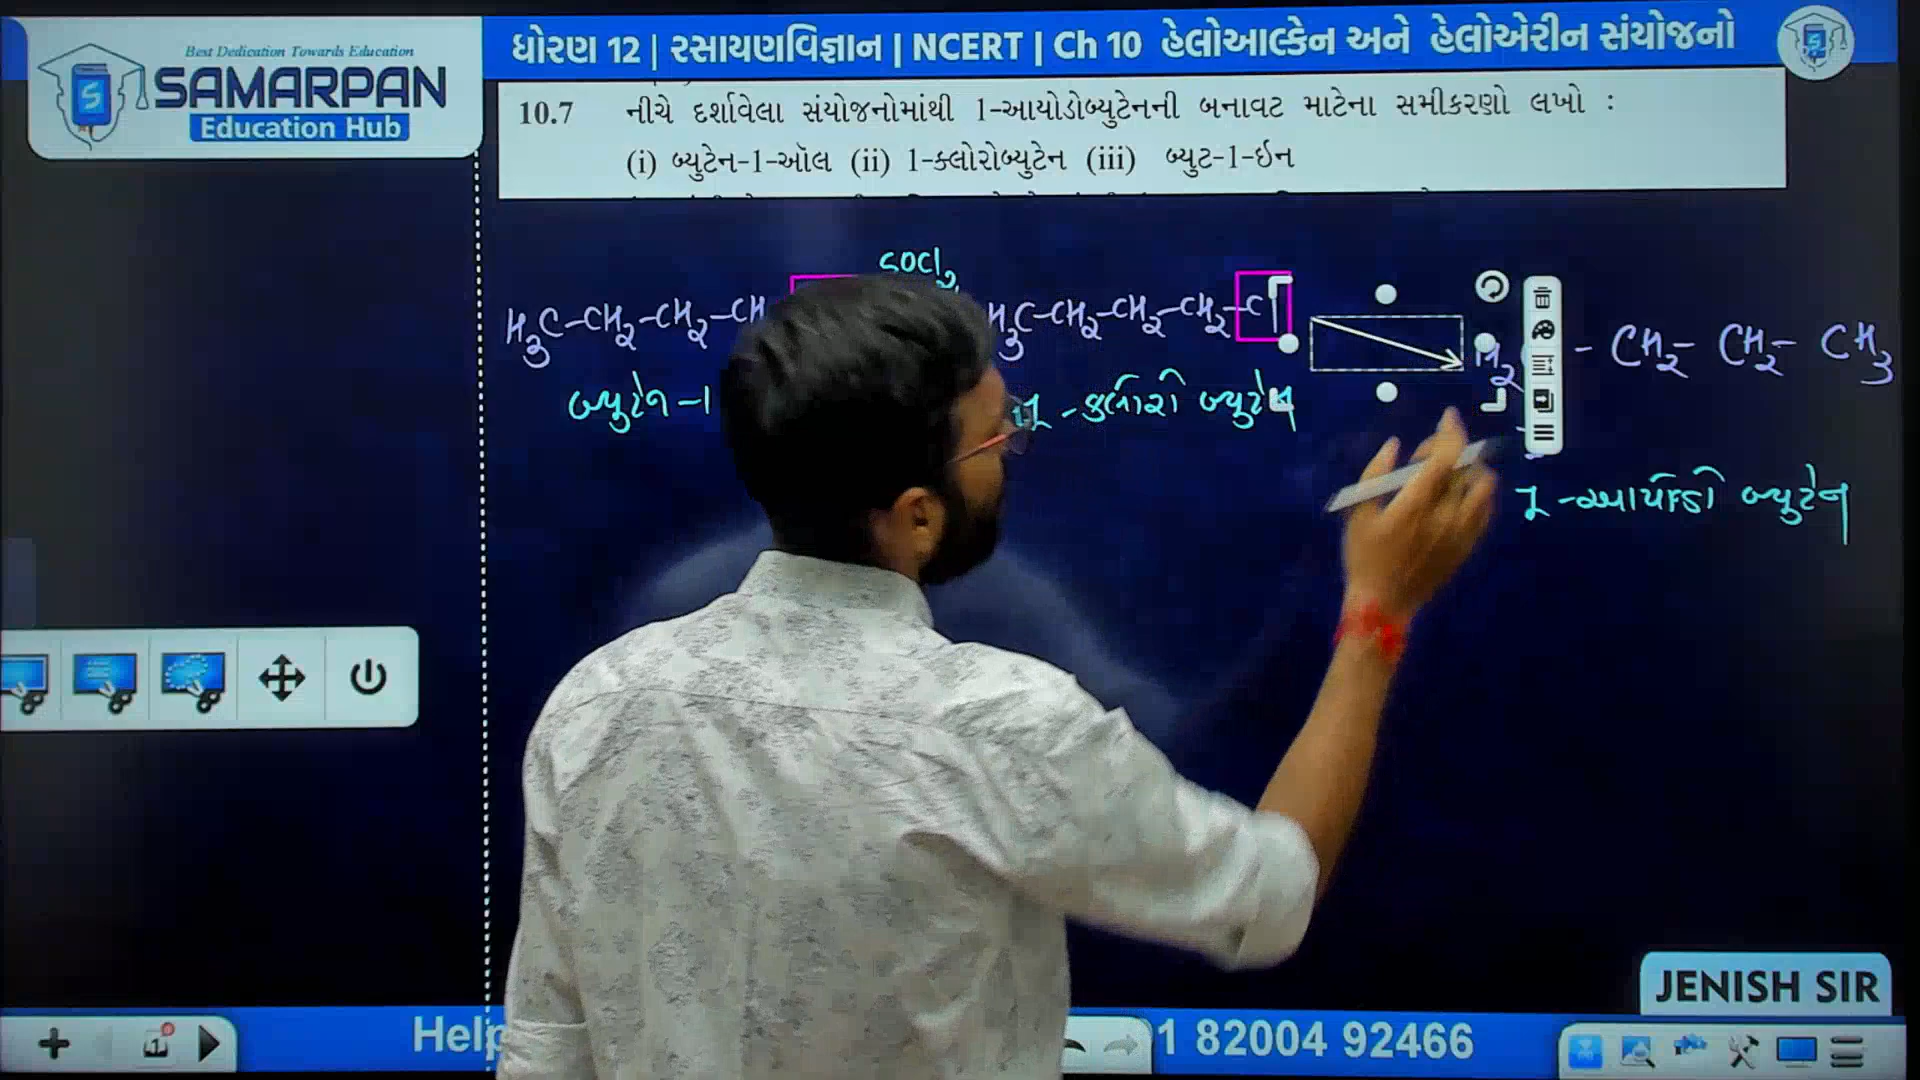 Best Dedication Towards Education
SAMARPAN
Education Hub
S
ધોરણ 12 | રસાયણવિજ્ઞાન | NCERT | Ch 10 હેલોઆલ્કેન અને હેલોએરીન સંયોજનો
10.7 નીચે દર્શાવેલા સંયોજનોમાંથી 1-આયોડોબ્યુટેનની બનાવટ માટેના સમીકરણો લખો :
(i) બ્યુટેન-1-ઑલ (ii) 1-ક્લોરોબ્યુટેન (iii) બ્યુટ-1-ઇન
SOCl₂
H₃C-CH₂-CH₂-CH H₃C-CH₂-CH₂-CH₂-Cl H₂ - CH₂- CH₂- CH₃
બ્યુટેન-1 1-ક્લોરો બ્યુટેન
1-આયોડો બ્યુટેન
JENISH SIR
Help 1 82004 92466
1